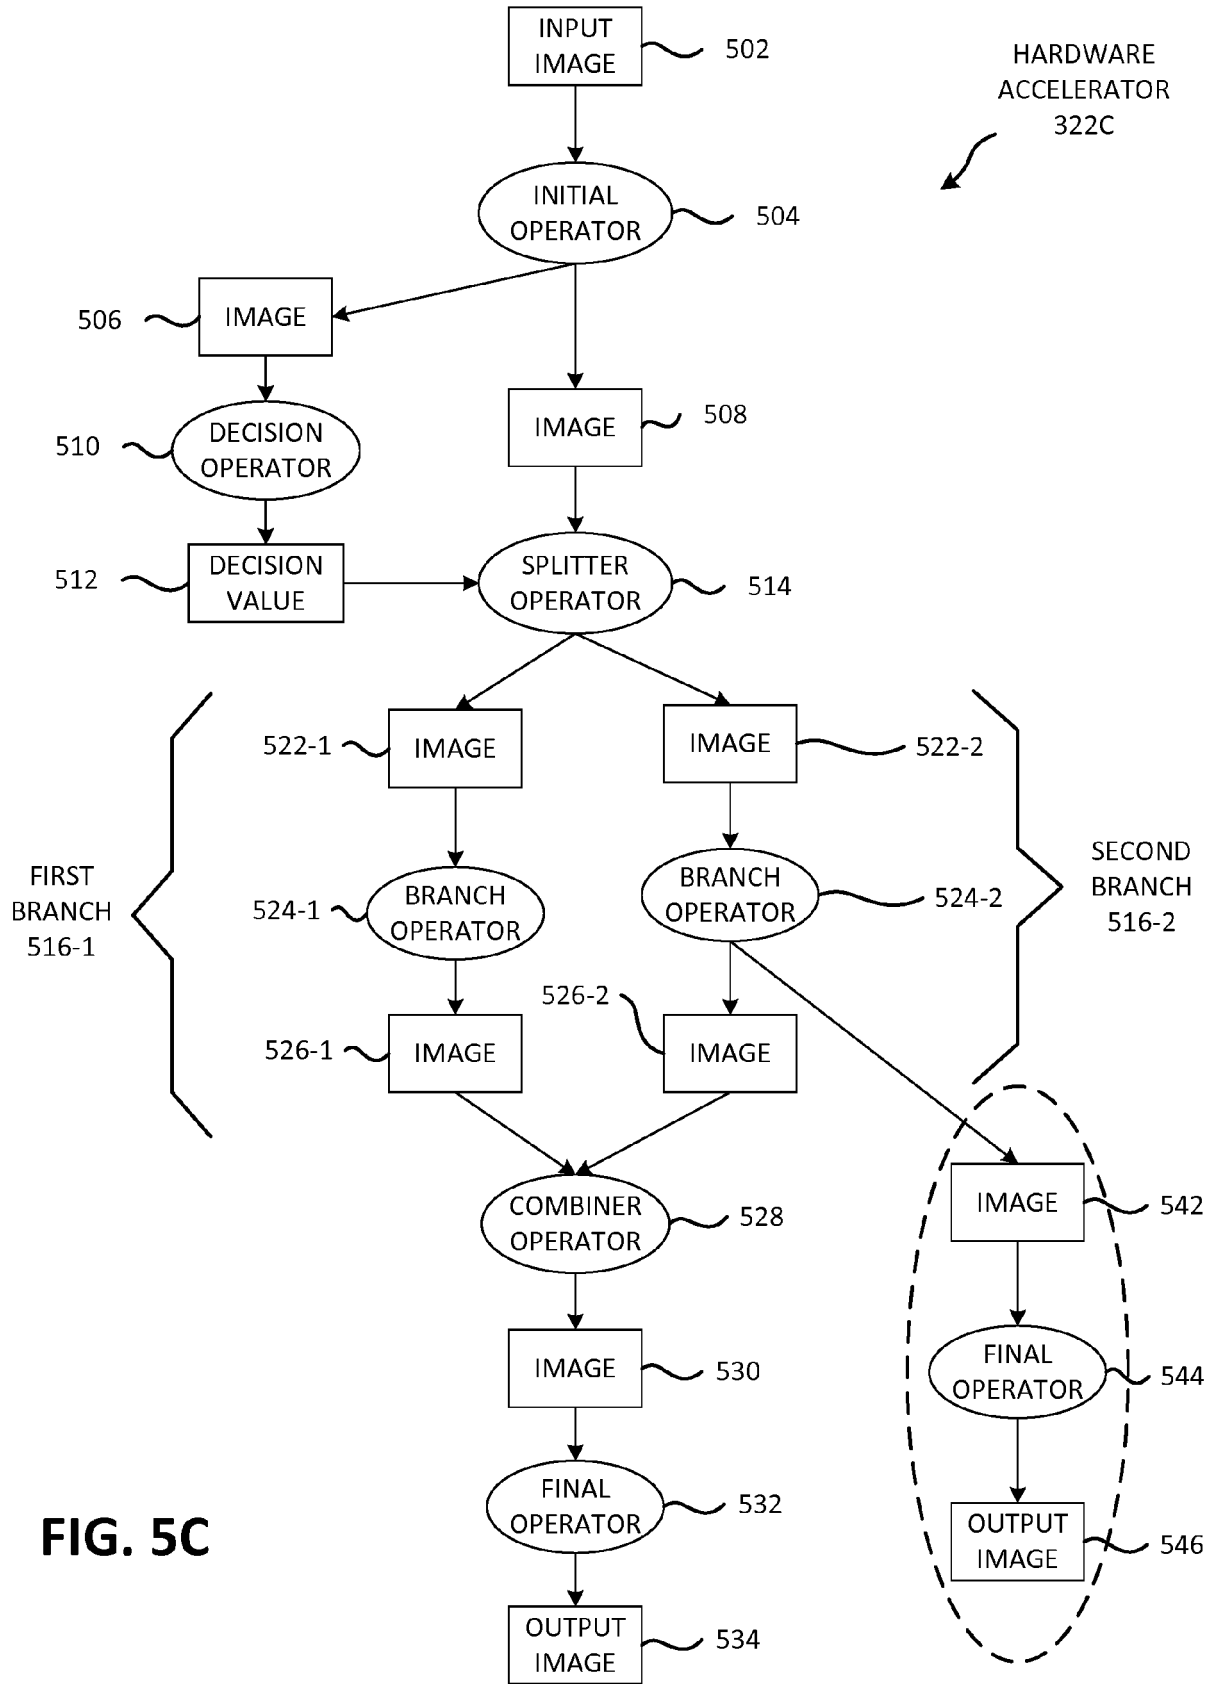 INPUT
IMAGE
502
HARDWARE
ACCELERATOR
322C
INITIAL
OPERATOR
504
506
IMAGE
IMAGE
508
510
DECISION
OPERATOR
512
DECISION
VALUE
SPLITTER
OPERATOR
514
522-1
IMAGE
IMAGE
522-2
FIRST
BRANCH
516-1
524-1
BRANCH
OPERATOR
BRANCH
OPERATOR
524-2
SECOND
BRANCH
516-2
526-1
IMAGE
526-2
IMAGE
COMBINER
OPERATOR
528
IMAGE
542
IMAGE
530
FINAL
OPERATOR
544
FINAL
OPERATOR
532
OUTPUT
IMAGE
546
OUTPUT
IMAGE
534
FIG. 5C